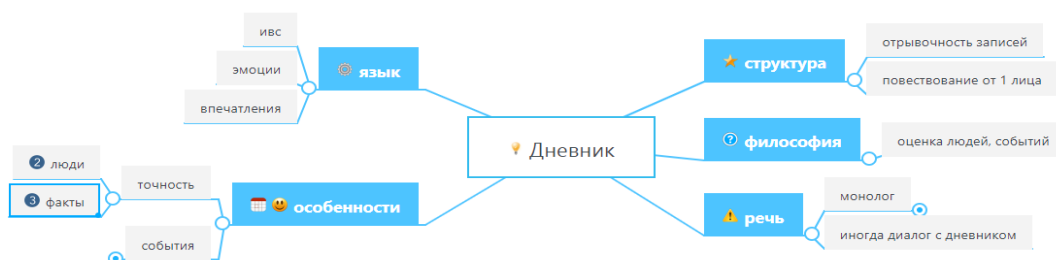 Дневник
язык
ивс
эмоции
впечатления
особенности
точность
2 люди
3 факты
события
структура
отрывочность записей
повествование от 1 лица
? философия
оценка людей, событий
речь
монолог
иногда диалог с дневником